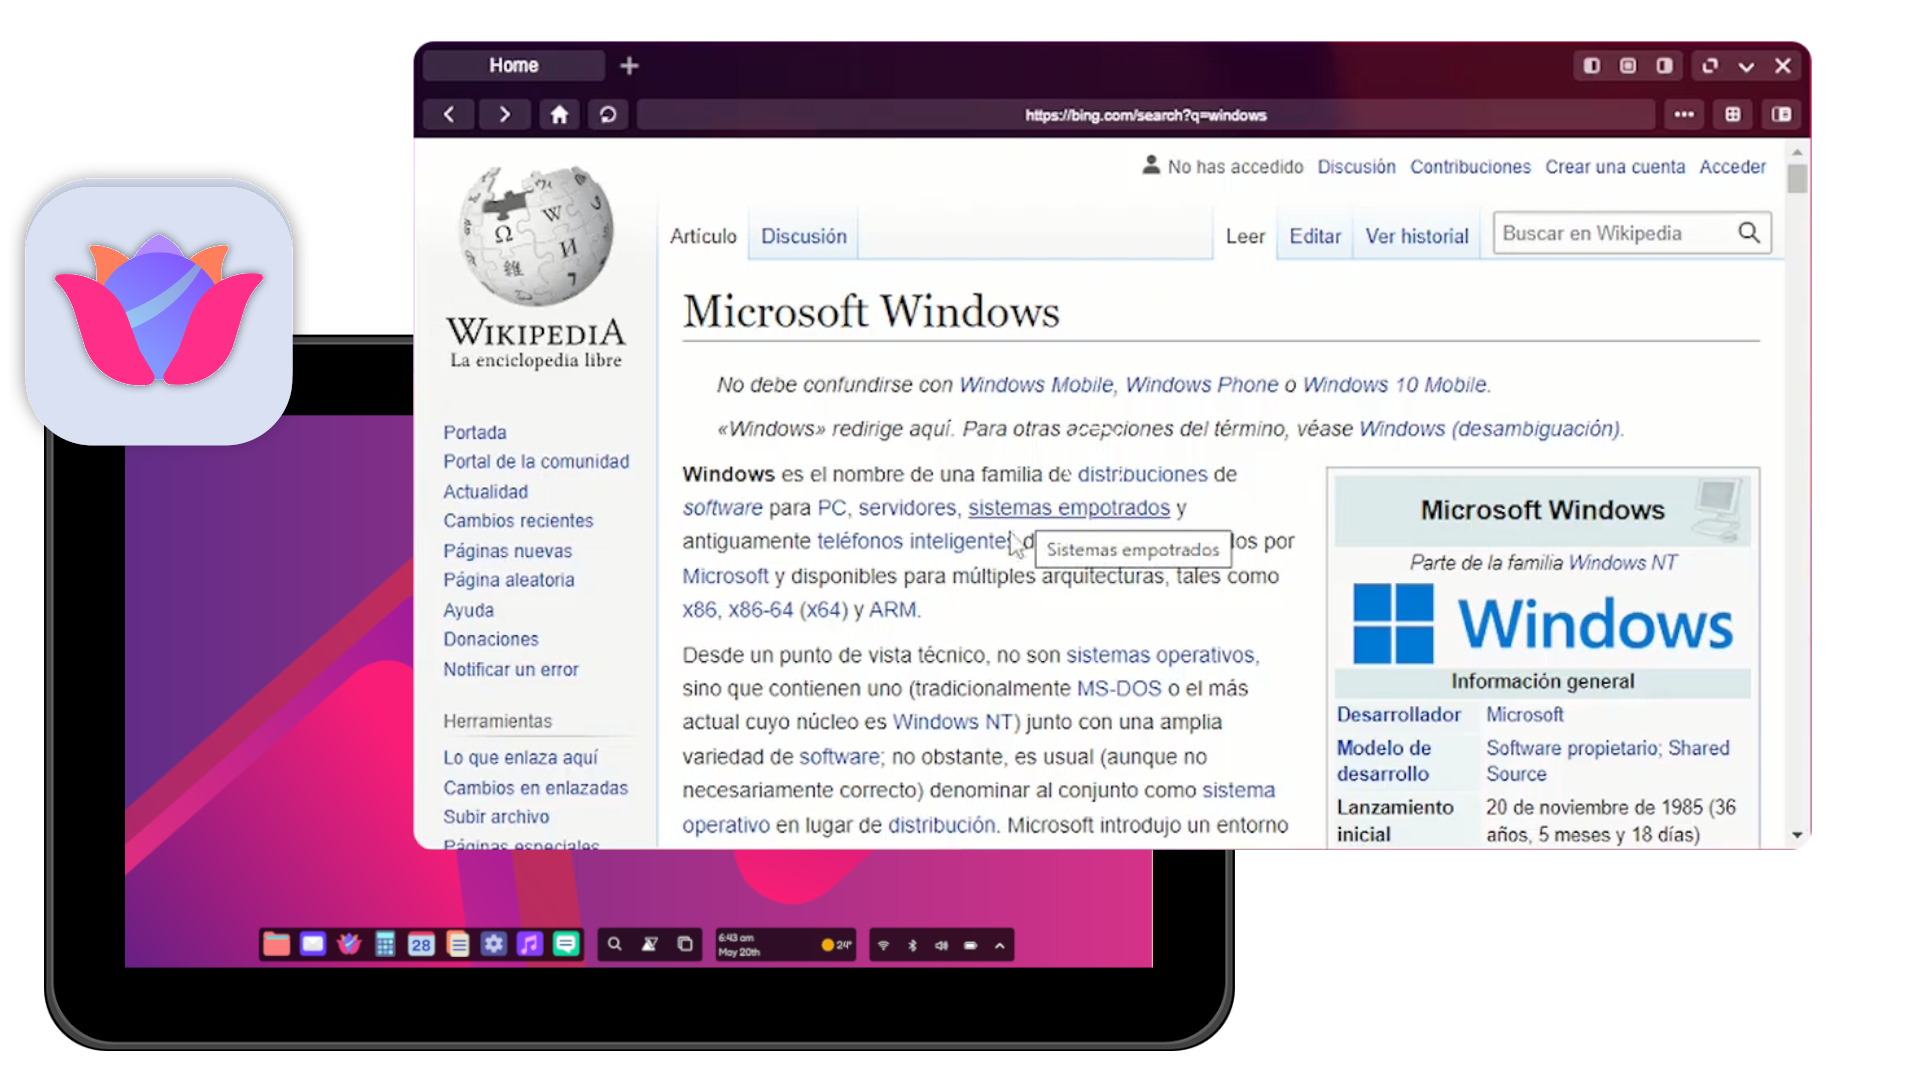 Home
https://bing.com/search?q=windows
No has accedido Discusión Contribuciones Crear una cuenta Acceder
Artículo Discusión Leer Editar Ver historial Buscar en Wikipedia
WIKIPEDIA
La enciclopedia libre
Portada
Portal de la comunidad
Actualidad
Cambios recientes
Páginas nuevas
Página aleatoria
Ayuda
Donaciones
Notificar un error
Herramientas
Lo que enlaza aquí
Cambios en enlazadas
Subir archivo
Páginas especiales
Microsoft Windows
No debe confundirse con Windows Mobile, Windows Phone o Windows 10 Mobile.
«Windows» redirige aquí. Para otras acepciones del término, véase Windows (desambiguación).
Windows es el nombre de una familia de distribuciones de
software para PC, servidores, sistemas empotrados y
antiguamente teléfonos inteligentes d los por
Sistemas empotrados
Microsoft y disponibles para múltiples arquitecturas, tales como
x86, x86-64 (x64) y ARM.
Desde un punto de vista técnico, no son sistemas operativos,
sino que contienen uno (tradicionalmente MS-DOS o el más
actual cuyo núcleo es Windows NT) junto con una amplia
variedad de software; no obstante, es usual (aunque no
necesariamente correcto) denominar al conjunto como sistema
operativo en lugar de distribución. Microsoft introdujo un entorno
Microsoft Windows
Parte de la familia Windows NT
Windows
Información general
Desarrollador Microsoft
Modelo de desarrollo Software propietario; Shared Source
Lanzamiento inicial 20 de noviembre de 1985 (36 años, 5 meses y 18 días)
28
6:43 am
May 20th
24°